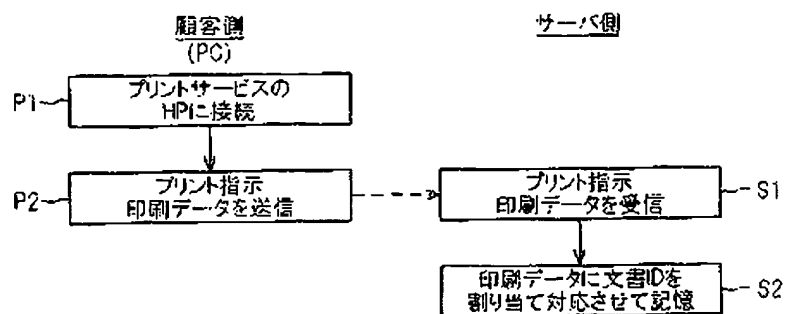 顧客側
(PC)
サーバ側
P1
プリントサービスの
HPに接続
P2
プリント指示
印刷データを送信
プリント指示
印刷データを受信
S1
印刷データに文書IDを
割り当て対応させて記憶
S2